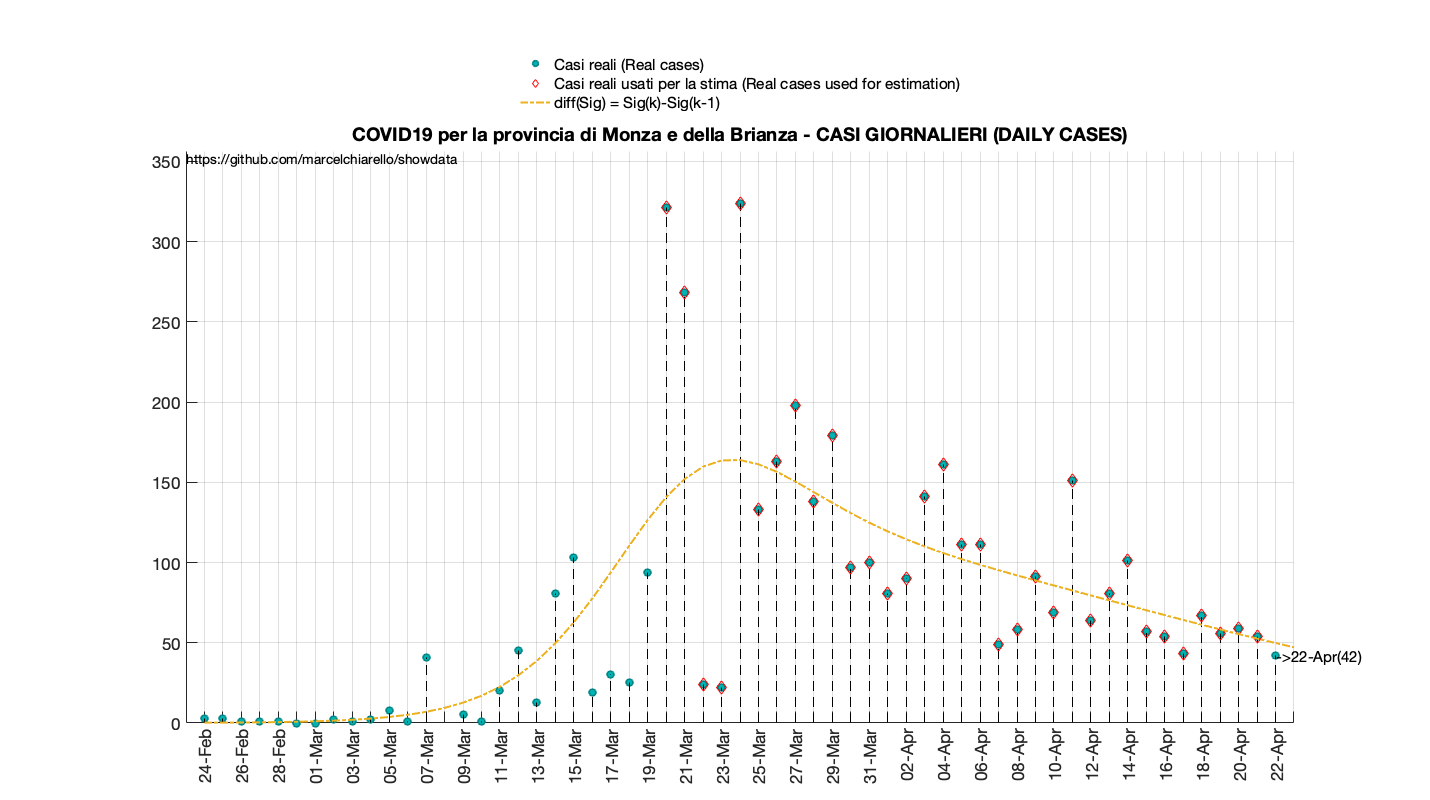 Casi reali (Real cases)
Casi reali usati per la stima (Real cases used for estimation)
diff(Sig) = Sig(k)-Sig(k-1)
COVID19 per la provincia di Monza e della Brianza - CASI GIORNALIERI (DAILY CASES)
https://github.com/marcelchiarello/showdata
350
300
250
200
150
100
50
0
->22-Apr(42)
24-Feb
26-Feb
28-Feb
01-Mar
03-Mar
05-Mar
07-Mar
09-Mar
11-Mar
13-Mar
15-Mar
17-Mar
19-Mar
21-Mar
23-Mar
25-Mar
27-Mar
29-Mar
31-Mar
02-Apr
04-Apr
06-Apr
08-Apr
10-Apr
12-Apr
14-Apr
16-Apr
18-Apr
20-Apr
22-Apr